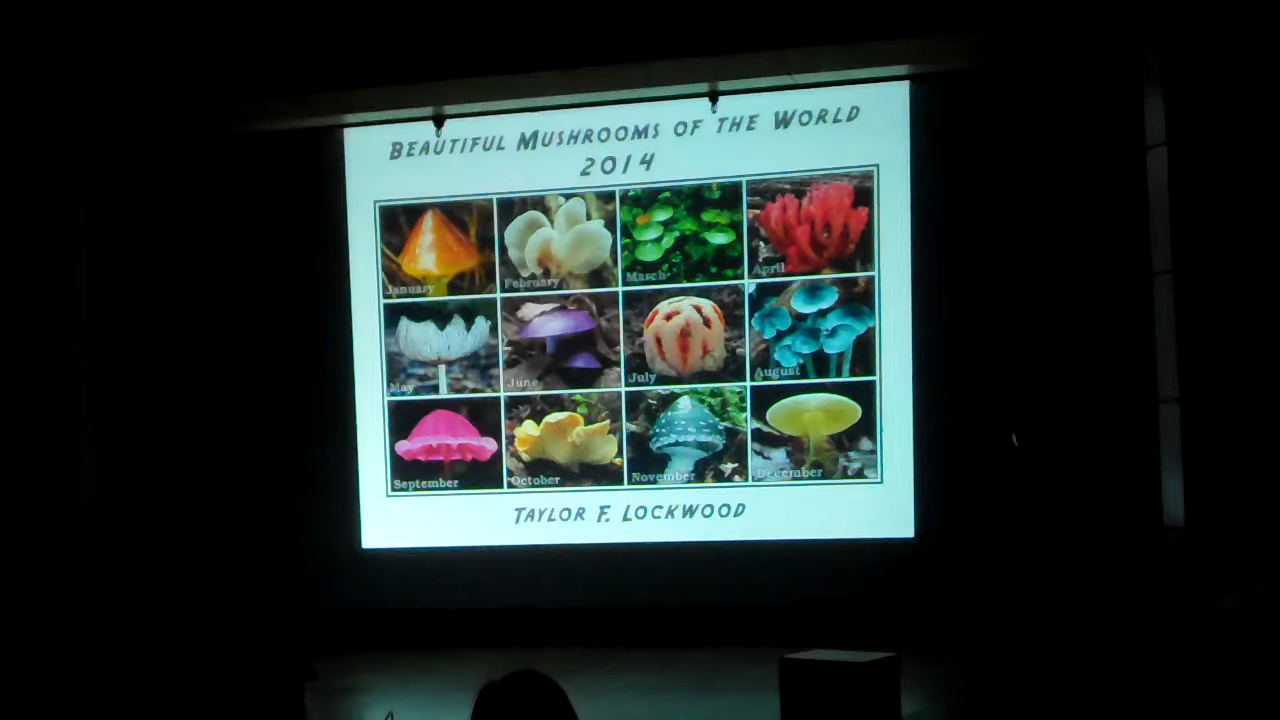 BEAUTIFUL MUSHROOMS OF THE WORLD
2014
January February March April
May June July August
September October November December
TAYLOR F. LOCKWOOD